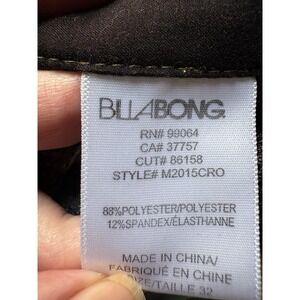 BILLABONG
RN# 99064
CA# 37757
CUT# 86158
STYLE# M2015CRO
88%POLYESTER/POLYESTER
12%SPANDEX/ÉLASTHANNE
MADE IN CHINA/
FABRIQUÉ EN CHINE
SIZE/TAILLE 32